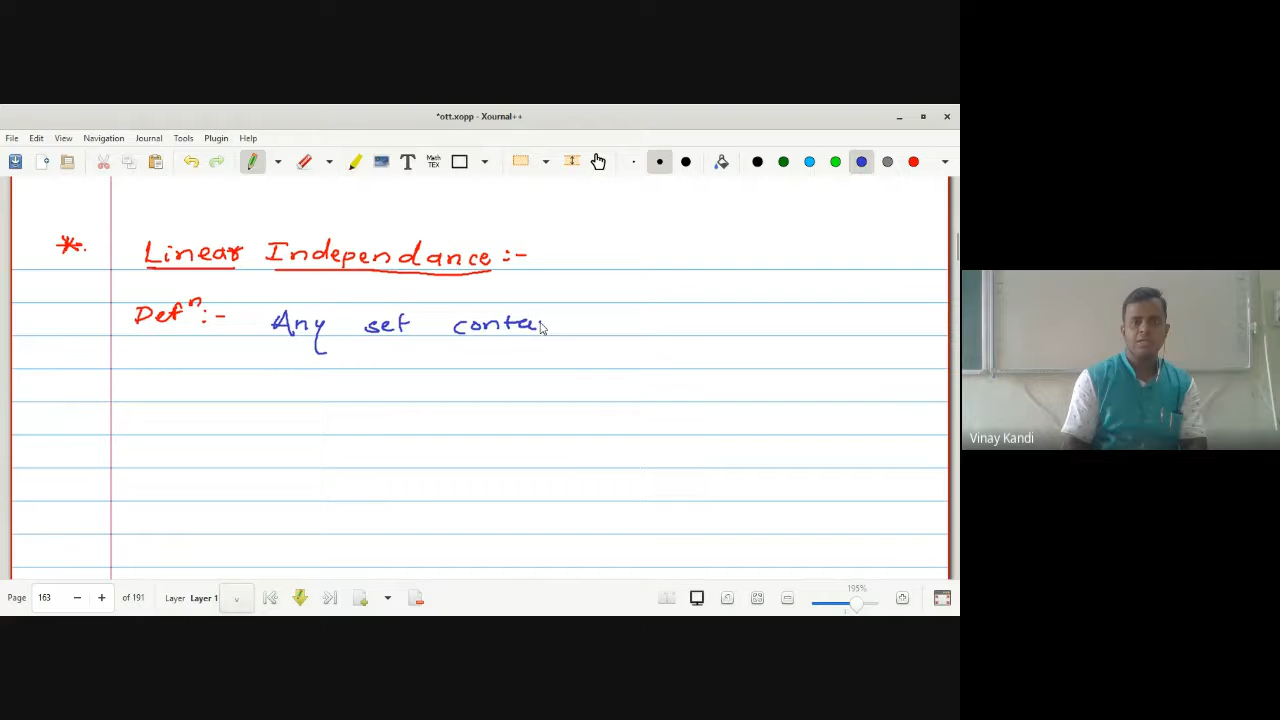 *ott.xopp - Xournal++
File Edit View Navigation Journal Tools Plugin Help
*. Linear Independance :-
Defⁿ :- Any set conta
Vinay Kandi
Page 163 of 191 Layer Layer 1 195%